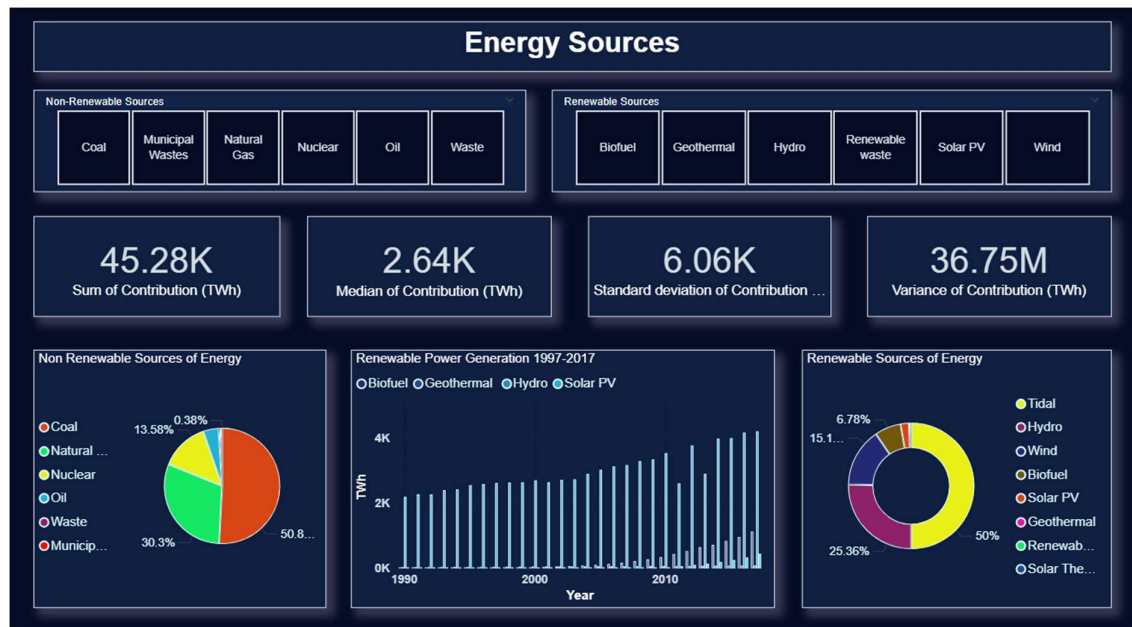 Energy Sources
Non-Renewable Sources
Coal
Municipal
Wastes
Natural
Gas
Nuclear
Oil
Waste
Renewable Sources
Biofuel
Geothermal
Hydro
Renewable
waste
Solar PV
Wind
45.28K
Sum of Contribution (TWh)
2.64K
Median of Contribution (TWh)
6.06K
Standard deviation of Contribution ...
36.75M
Variance of Contribution (TWh)
Non Renewable Sources of Energy
Coal
Natural ...
Nuclear
Oil
Waste
Municip...
0.38%
13.58%
30.3%
50.8...
Renewable Power Generation 1997-2017
Biofuel Geothermal Hydro Solar PV
4K
2K
0K
TWh
1990 2000 2010
Year
Renewable Sources of Energy
6.78%
15.1...
25.36%
50%
Tidal
Hydro
Wind
Biofuel
Solar PV
Geothermal
Renewab...
Solar The...